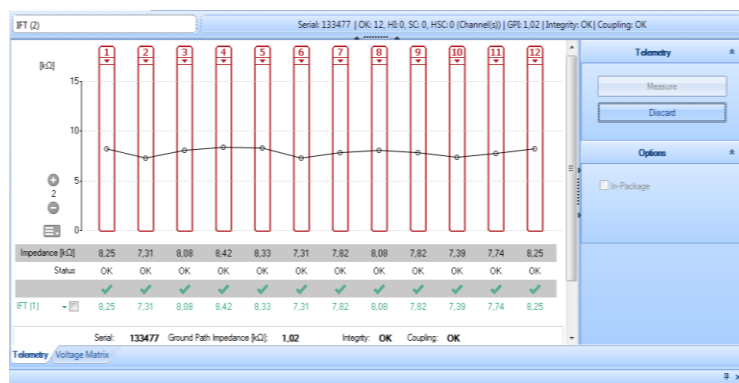 IFT (2)
Serial: 133477 | OK: 12, HI:0, SC: 0, HSC:0 (Channel(s)) | GPI: 1,02 | Integrity: OK | Coupling: OK
1 2 3 4 5 6 7 8 9 10 11 12
[kΩ]
15
10
5
2
0
Impedance [kΩ] 8,25 7,31 8,08 8,42 8,33 7,31 7,82 8,08 7,82 7,39 7,74 8,25
Status OK OK OK OK OK OK OK OK OK OK OK OK
IFT (1) 8,25 7,31 8,08 8,42 8,33 7,31 7,82 8,08 7,82 7,39 7,74 8,25
Serial: 133477 Ground Path Impedance [kΩ]: 1,02 Integrity: OK Coupling: OK
Telemetry Voltage Matrix
Telemetry
Measure
Discard
Options
In-Package